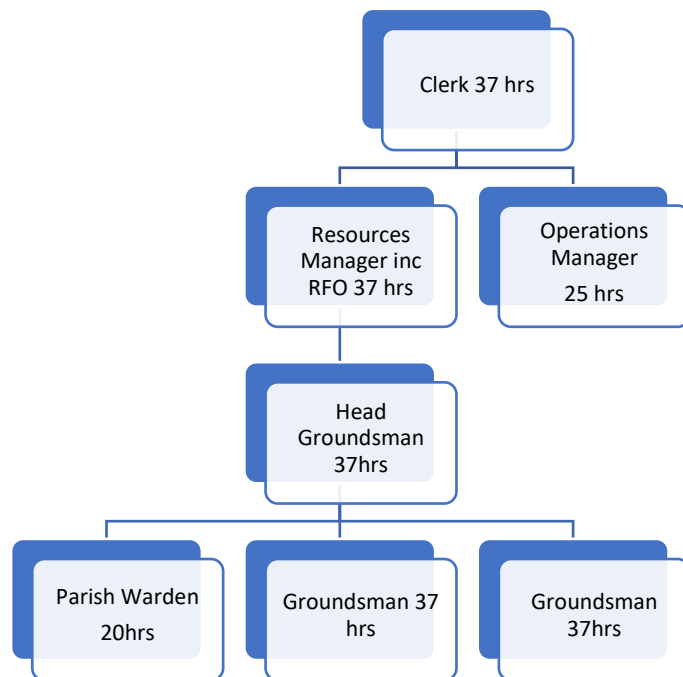 Clerk 37 hrs
Resources
Manager inc
RFO 37 hrs
Operations
Manager
25 hrs
Head
Groundsman
37hrs
Parish Warden
20hrs
Groundsman 37
hrs
Groundsman
37hrs